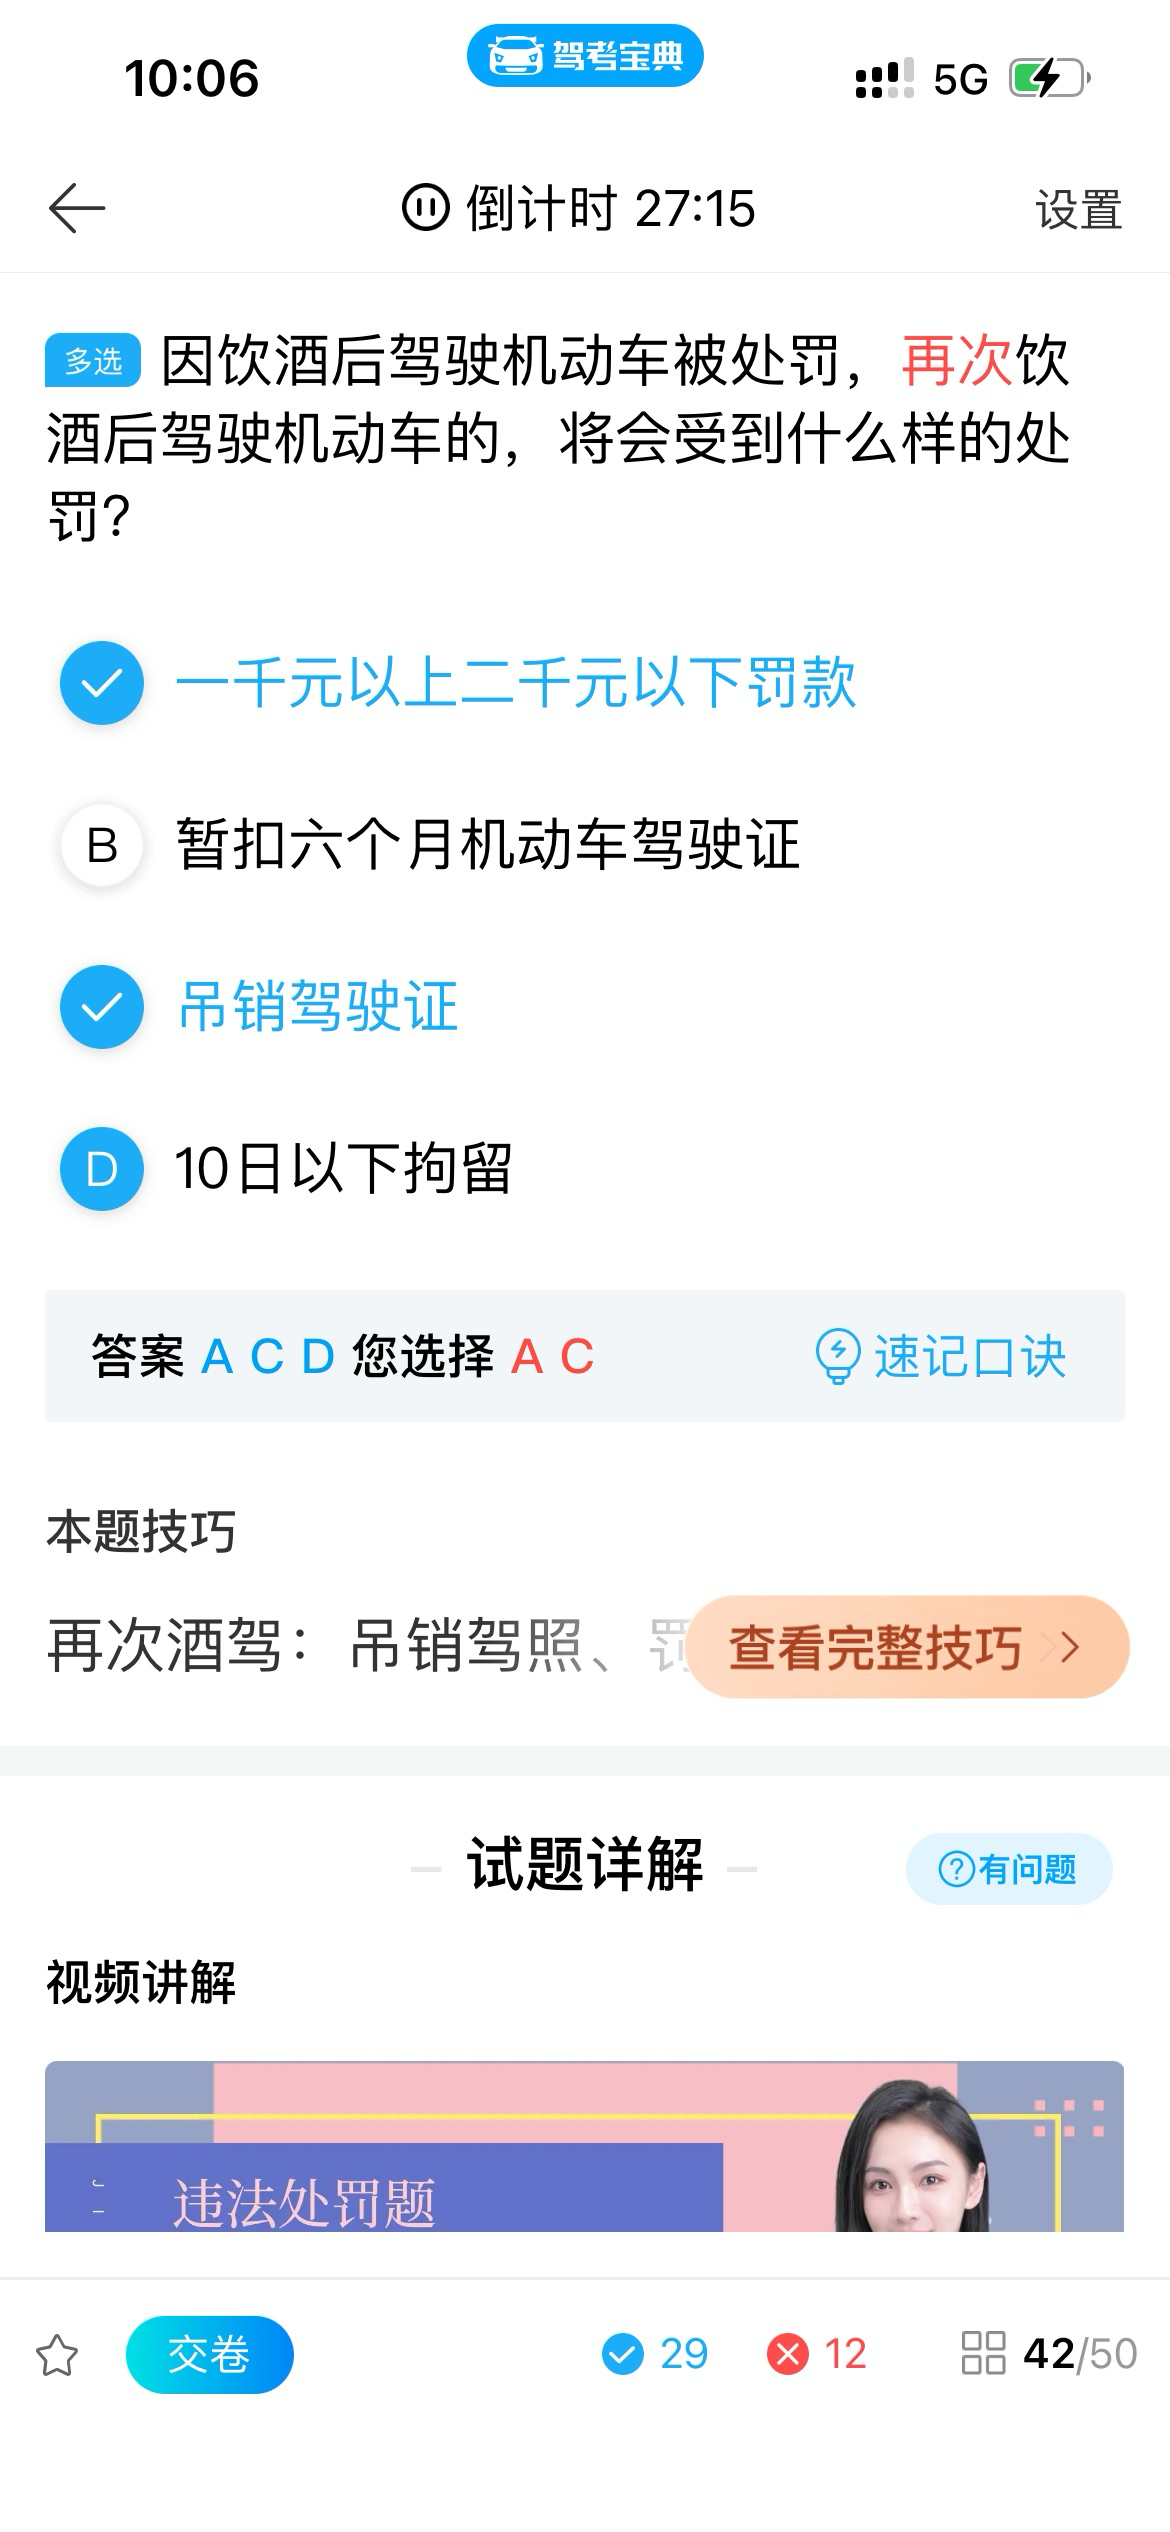 10:06
驾考宝典
5G
倒计时 27:15
设置
多选 因饮酒后驾驶机动车被处罚，再次饮
酒后驾驶机动车的，将会受到什么样的处
罚?
一千元以上二千元以下罚款
B 暂扣六个月机动车驾驶证
吊销驾驶证
D 10日以下拘留
答案 A C D 您选择 A C
速记口诀
本题技巧
再次酒驾：吊销驾照、罚
查看完整技巧
试题详解
有问题
视频讲解
违法处罚题
交卷
29
12
42/50